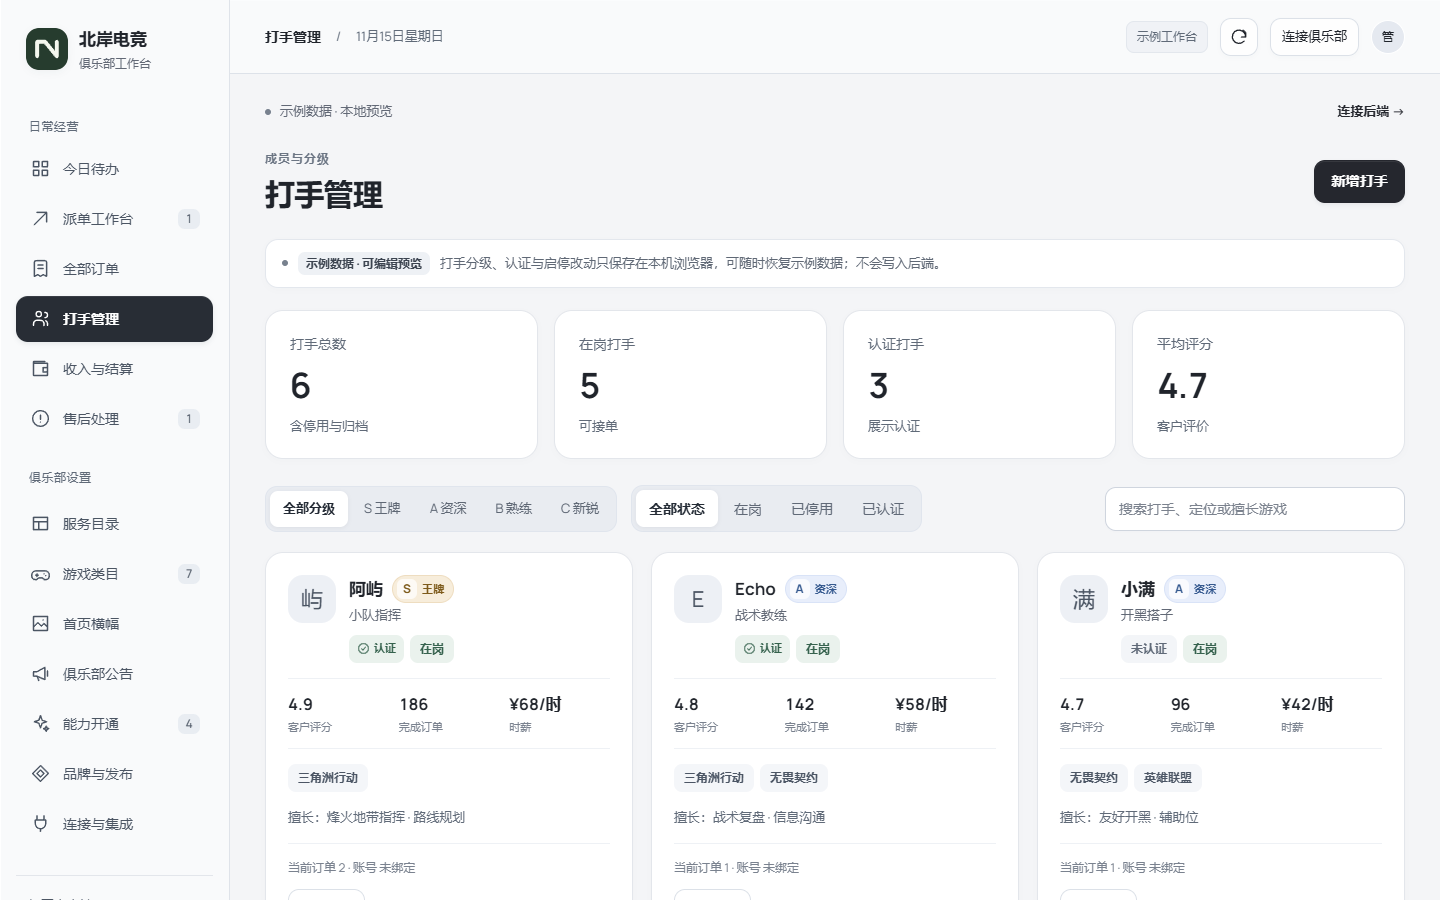 北岸电竞
俱乐部工作台
日常经营
今日待办
派单工作台 1
全部订单
打手管理
收入与结算
售后处理 1
俱乐部设置
服务目录
游戏类目 7
首页横幅
俱乐部公告
能力开通 4
品牌与发布
连接与集成
打手管理 / 11月15日星期日
示例工作台
连接俱乐部
管
示例数据 · 本地预览
连接后端 →
成员与分级
打手管理
新增打手
示例数据 · 可编辑预览 打手分级、认证与启停改动只保存在本机浏览器，可随时恢复示例数据；不会写入后端。
打手总数
6
含停用与归档
在岗打手
5
可接单
认证打手
3
展示认证
平均评分
4.7
客户评价
全部分级 S 王牌 A 资深 B 熟练 C 新锐
全部状态 在岗 已停用 已认证
搜索打手、定位或擅长游戏
屿
阿屿 S 王牌
小队指挥
认证 在岗
4.9 186 ¥68/时
客户评分 完成订单 时薪
三角洲行动
擅长：烽火地带指挥 · 路线规划
当前订单 2 · 账号 未绑定
E
Echo A 资深
战术教练
认证 在岗
4.8 142 ¥58/时
客户评分 完成订单 时薪
三角洲行动 无畏契约
擅长：战术复盘 · 信息沟通
当前订单 1 · 账号 未绑定
满
小满 A 资深
开黑搭子
未认证 在岗
4.7 96 ¥42/时
客户评分 完成订单 时薪
无畏契约 英雄联盟
擅长：友好开黑 · 辅助位
当前订单 1 · 账号 未绑定